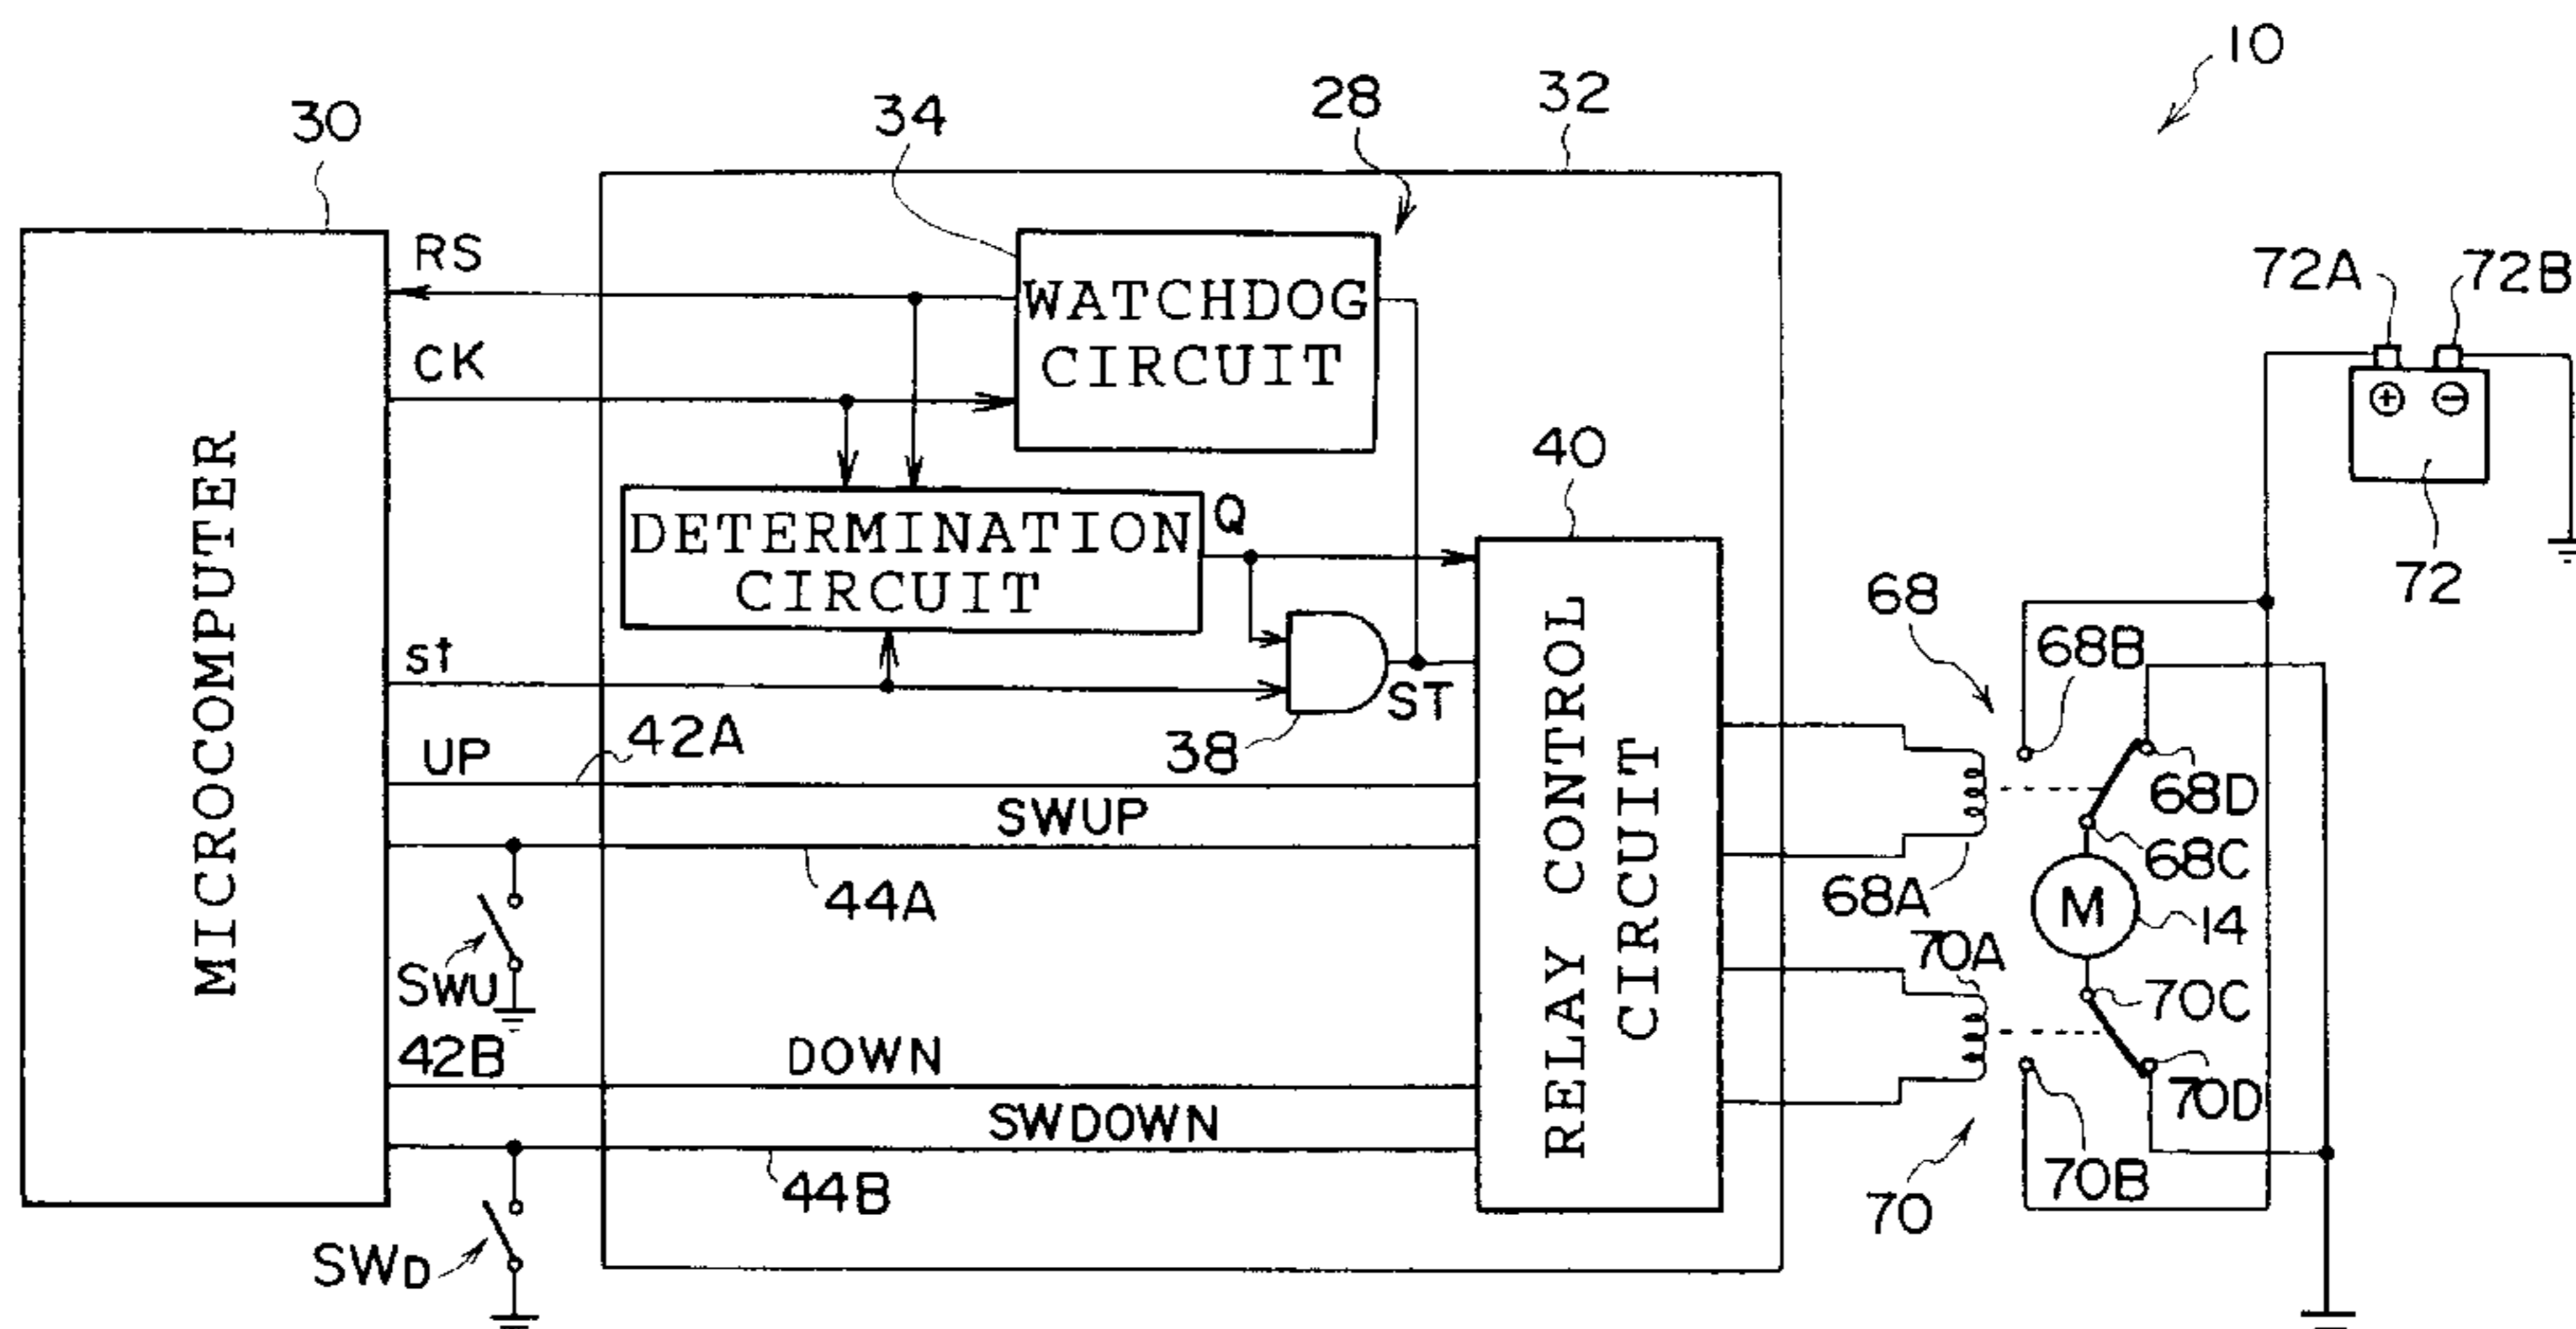 10
30
34
28
32
RS
WATCHDOG
CIRCUIT
72A
72B
CK
+
−
40
72
MICROCOMPUTER
DETERMINATION
CIRCUIT
Q
68
68B
st
ST
38
UP
42A
68D
SWUP
RELAY CONTROL
CIRCUIT
68C
68A
M
14
44A
70A
SWU
70C
42B
DOWN
70D
SWDOWN
70B
44B
70
SWD